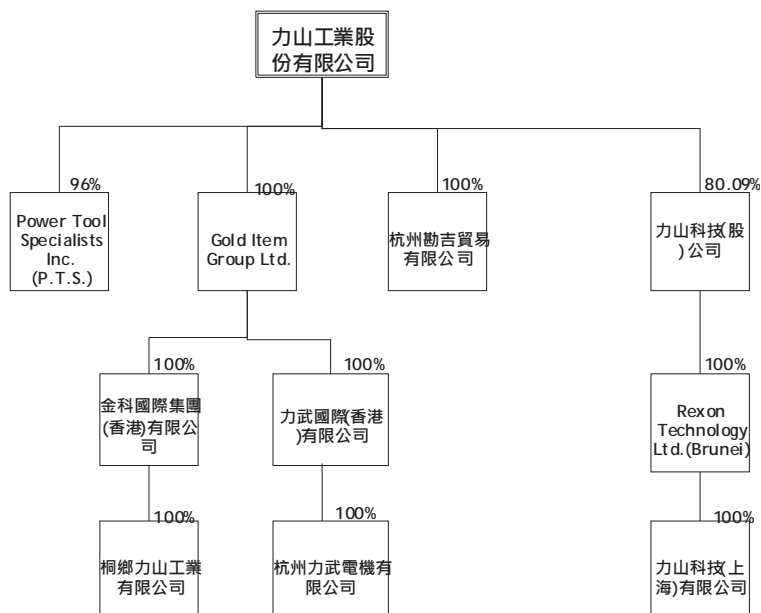 力山工業股
份有限公司
96%
100%
100%
80.09%
Power Tool
Specialists
Inc.
(P.T.S.)
Gold Item
Group Ltd.
杭州勘吉貿易
有限公司
力山科技(股
)公司
100%
100%
100%
金科國際集團
(香港)有限公
司
力武國際(香港
)有限公司
Rexon
Technology
Ltd.(Brunei)
100%
100%
100%
桐鄉力山工業
有限公司
杭州力武電機有
限公司
力山科技(上
海)有限公司